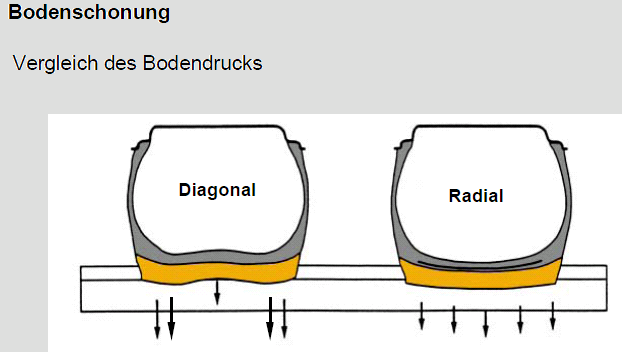 Bodenschonung
Vergleich des Bodendrucks
Diagonal
Radial